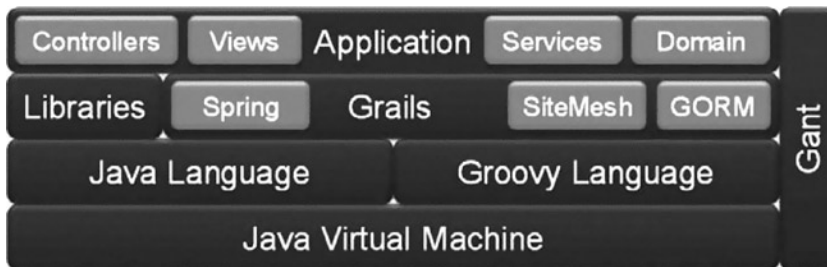 Controllers Views Application Services Domain
Libraries Spring Grails SiteMesh GORM
Java Language Groovy Language
Java Virtual Machine
Gant